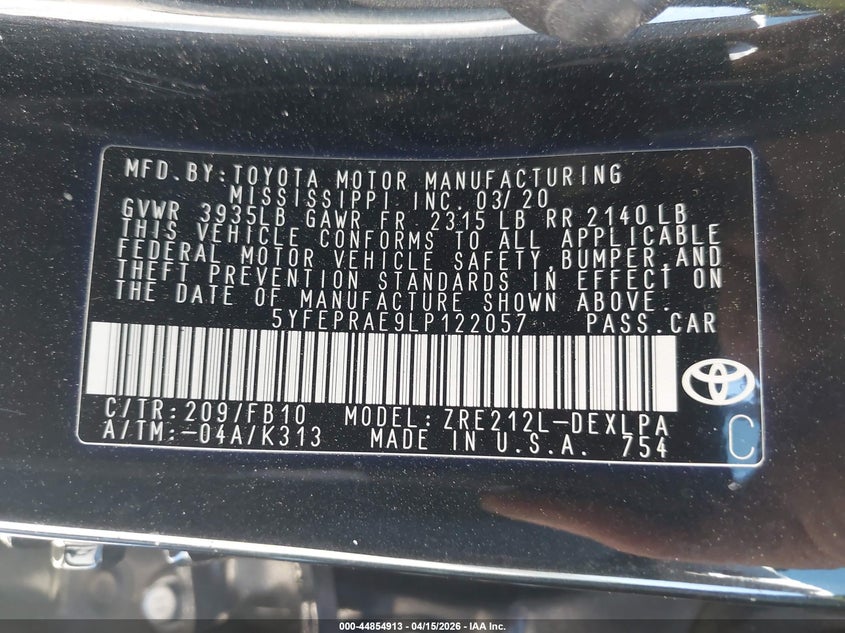 MFD.BY:TOYOTA MOTOR MANUFACTURING
MISSISSIPPI INC. 03/20
GVWR 3935LB GAWR FR. 2315 LB RR 2140 LB
THIS VEHICLE CONFORMS TO ALL APPLICABLE
FEDERAL MOTOR VEHICLE SAFETY,BUMPER,AND
THEFT PREVENTION STANDARDS IN EFFECT ON
THE DATE OF MANUFACTURE SHOWN ABOVE.
5YFEPRAE9LP122057 PASS.CAR
C/TR:209/FB10 MODEL:ZRE212L-DEXLPA
A/TM:-04A/K313 MADE IN U.S.A. 754
C
000-44854913 - 04/15/2026 - IAA Inc.